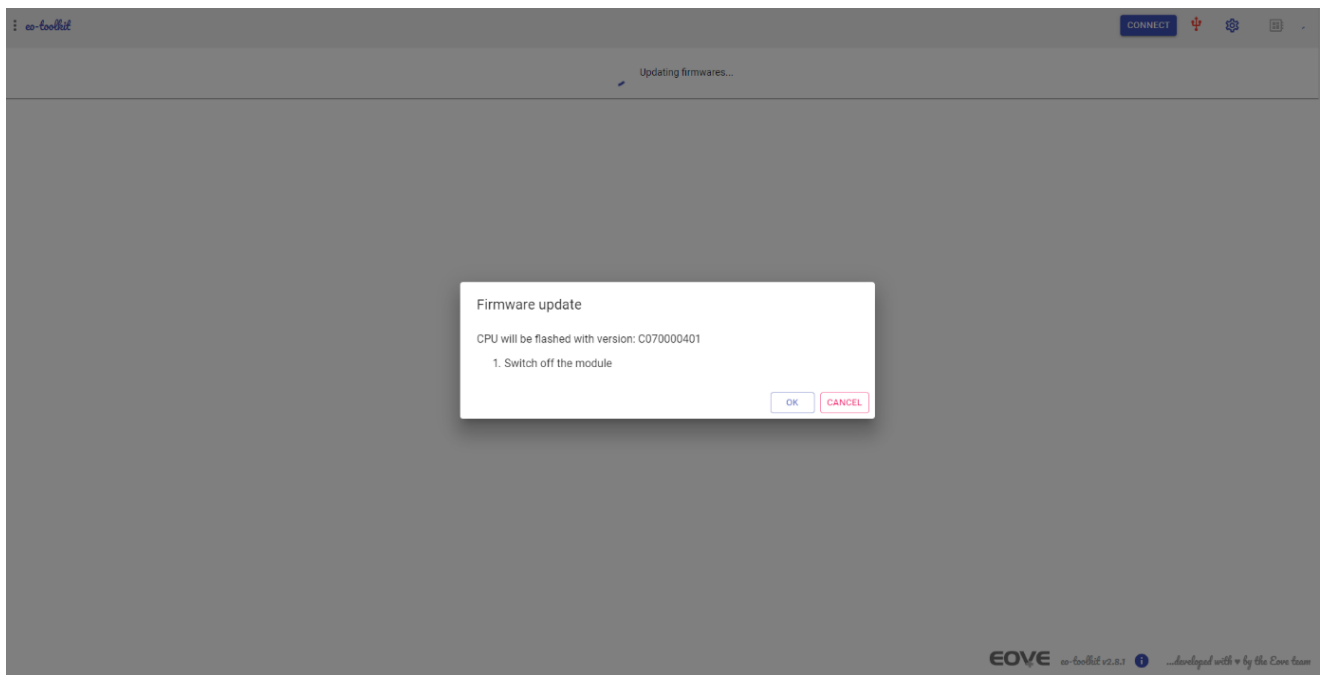 eo-toolkit
CONNECT
Updating firmwares...
Firmware update
CPU will be flashed with version: C070000401
1. Switch off the module
OK
CANCEL
EOVE eo-toolkit v2.8.1 i ...developed with ♥ by the Eove team